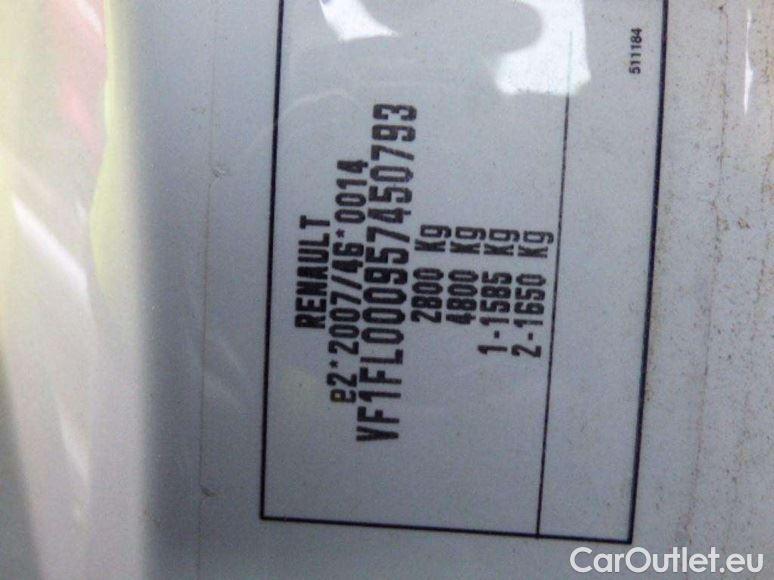 RENAULT
e2*2007/46*0014
VF1FL000957450793
2800 Kg
4800 Kg
1-1585 Kg
2-1650 Kg
511184
CarOutlet.eu